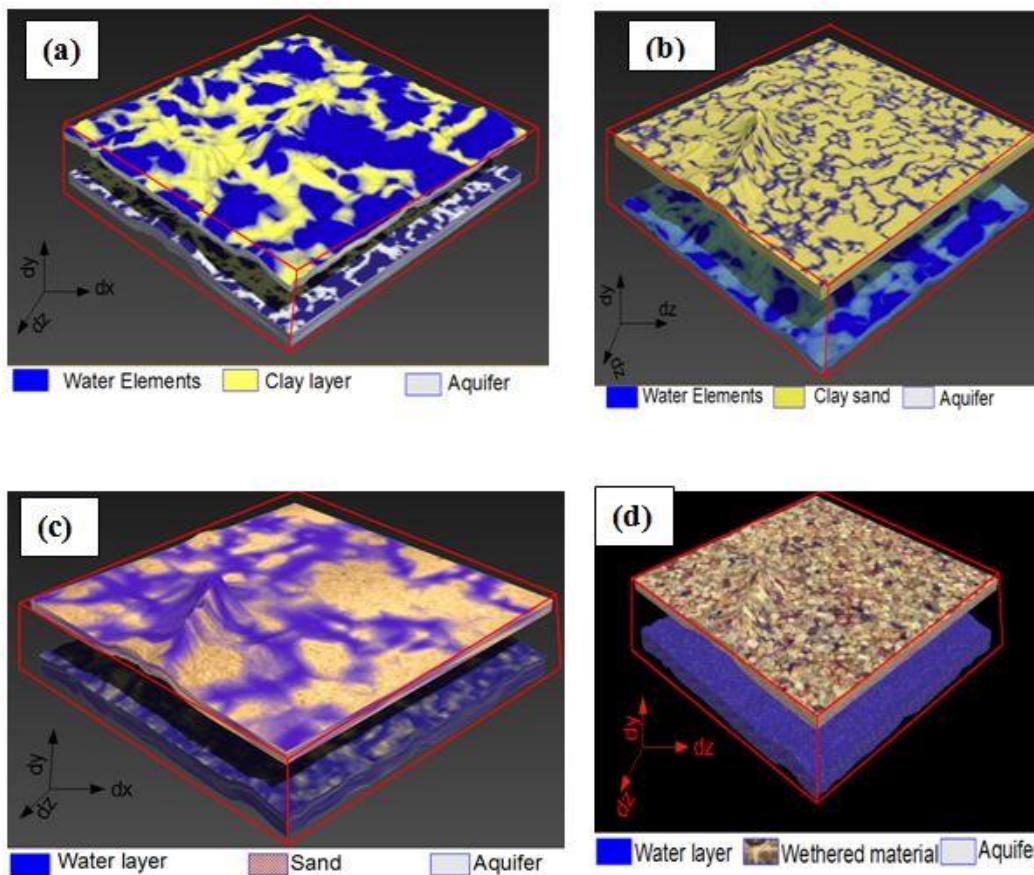 (a)
dy
dx
dz
Water Elements Clay layer Aquifer
(b)
dy
dz
dz
Water Elements Clay sand Aquifer
(c)
dy
dx
dz
Water layer Sand Aquifer
(d)
dy
dz
dz
Water layer Wethered material Aquife